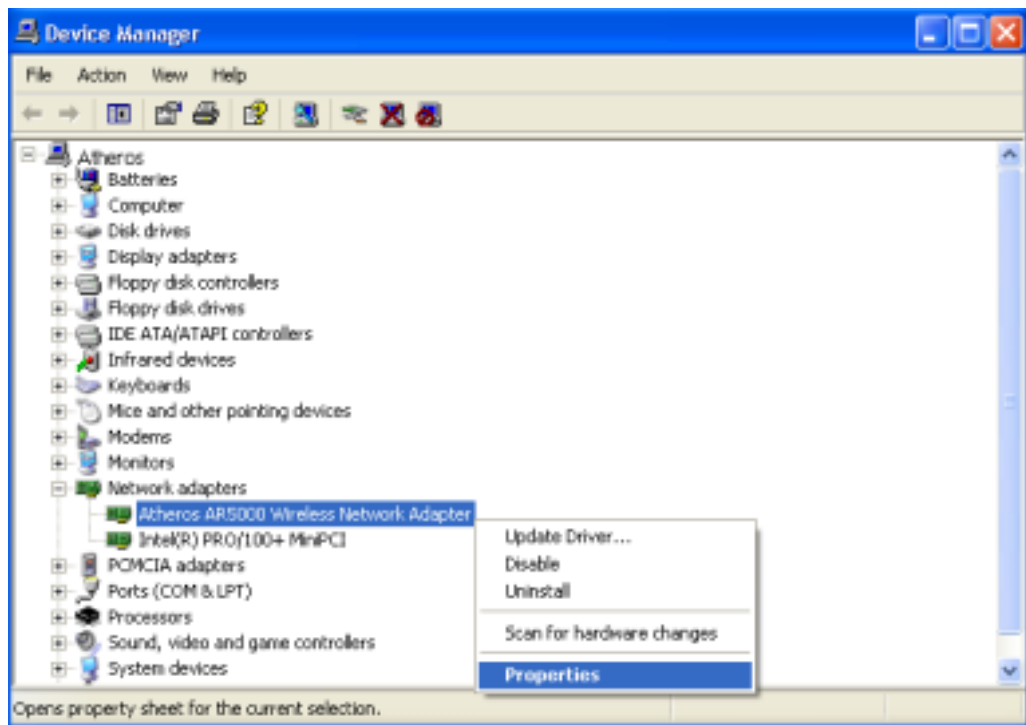 Device Manager
File Action View Help
Atheros
Batteries
Computer
Disk drives
Display adapters
Floppy disk controllers
Floppy disk drives
IDE ATA/ATAPI controllers
Infrared devices
Keyboards
Mice and other pointing devices
Modems
Monitors
Network adapters
Atheros AR5000 Wireless Network Adapter
Intel(R) PRO/100+ MiniPCI
PCMCIA adapters
Ports (COM & LPT)
Processors
Sound, video and game controllers
System devices
Update Driver...
Disable
Uninstall
Scan for hardware changes
Properties
Opens property sheet for the current selection.